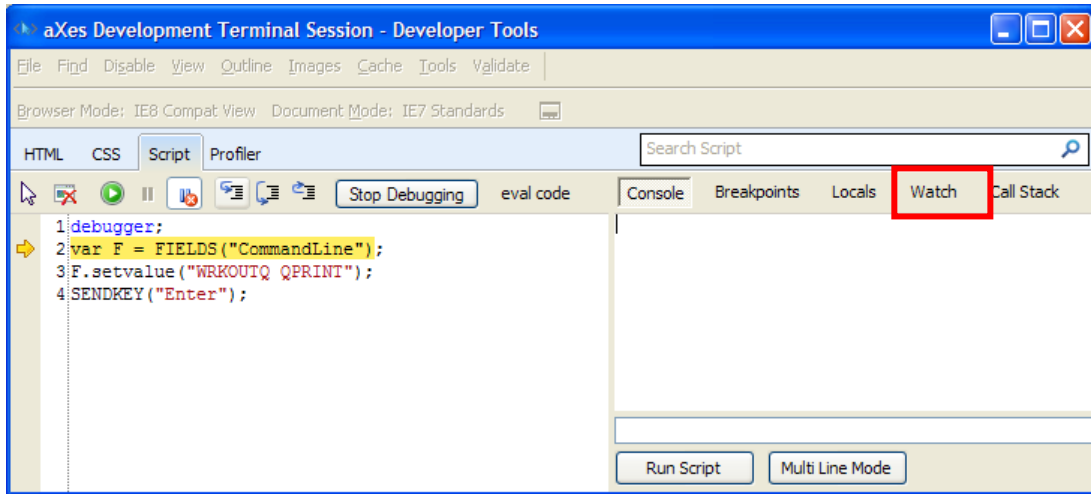 aXes Development Terminal Session - Developer Tools
File Find Disable View Outline Images Cache Tools Validate
Browser Mode: IE8 Compat View Document Mode: IE7 Standards
HTML CSS Script Profiler Search Script
Stop Debugging eval code Console Breakpoints Locals Watch Call Stack
1 debugger;
2 var F = FIELDS("CommandLine");
3 F.setvalue("WRKOUTQ QPRINT");
4 SENDKEY("Enter");
Run Script Multi Line Mode